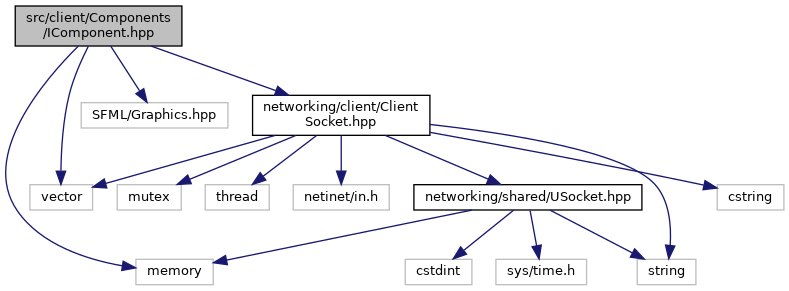 src/client/Components
/IComponent.hpp
SFML/Graphics.hpp
networking/client/Client
Socket.hpp
vector
mutex
thread
netinet/in.h
networking/shared/USocket.hpp
cstring
memory
cstdint
sys/time.h
string